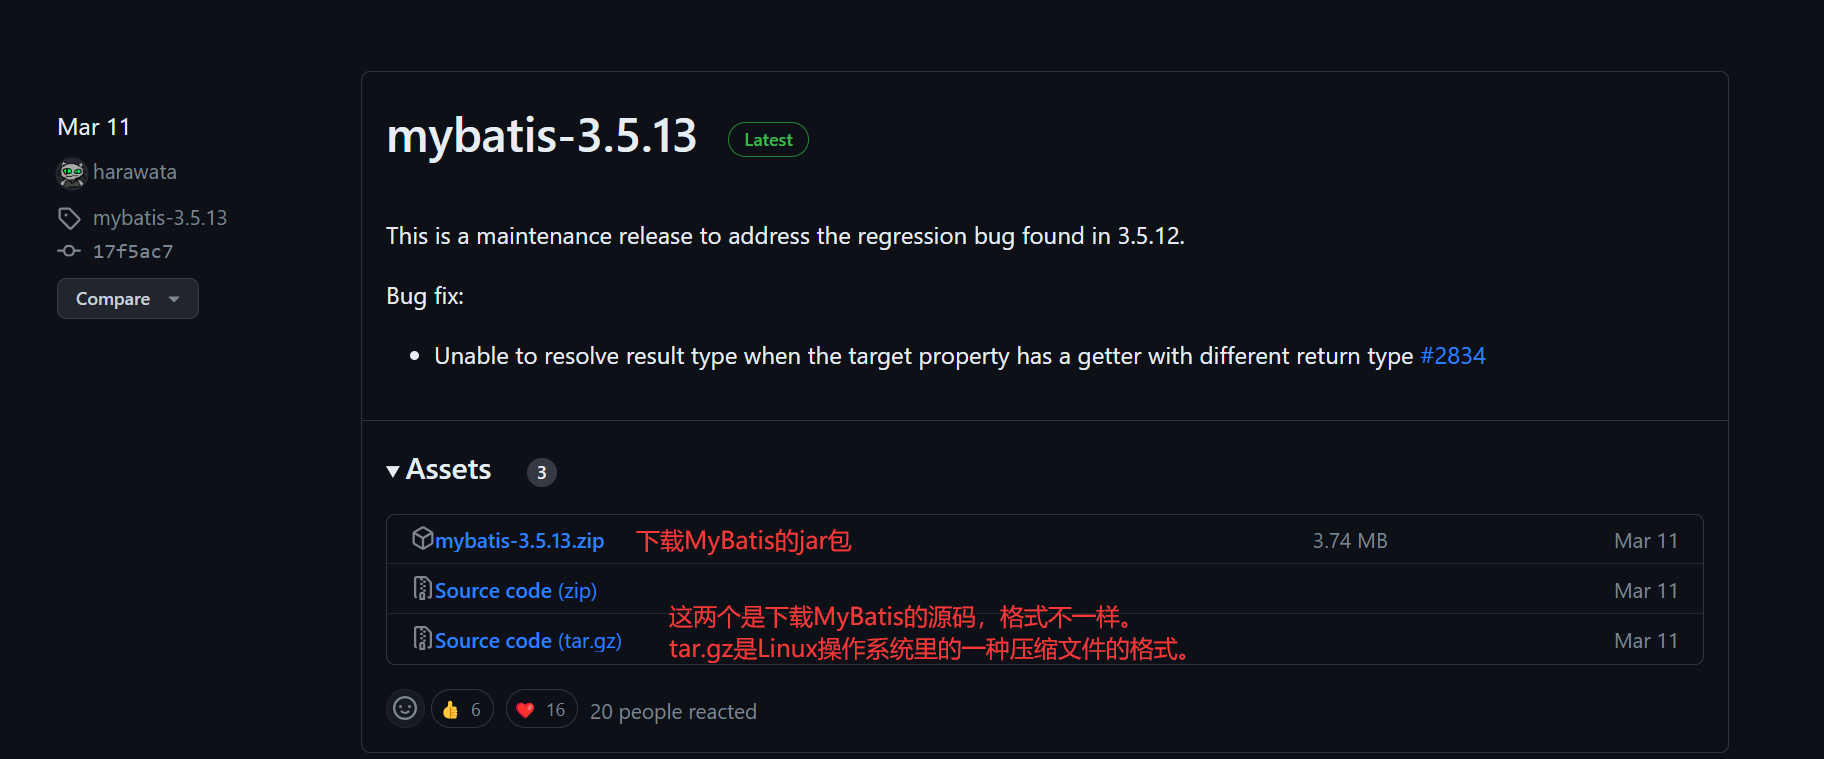 Mar 11
harawata
mybatis-3.5.13
17f5ac7
Compare
mybatis-3.5.13 Latest
This is a maintenance release to address the regression bug found in 3.5.12.
Bug fix:
Unable to resolve result type when the target property has a getter with different return type #2834
Assets 3
mybatis-3.5.13.zip 下载MyBatis的jar包 3.74 MB Mar 11
Source code (zip) Mar 11
这两个是下载MyBatis的源码，格式不一样。
Source code (tar.gz) Mar 11
tar.gz是Linux操作系统里的一种压缩文件的格式。
👍 6 ❤️ 16 20 people reacted